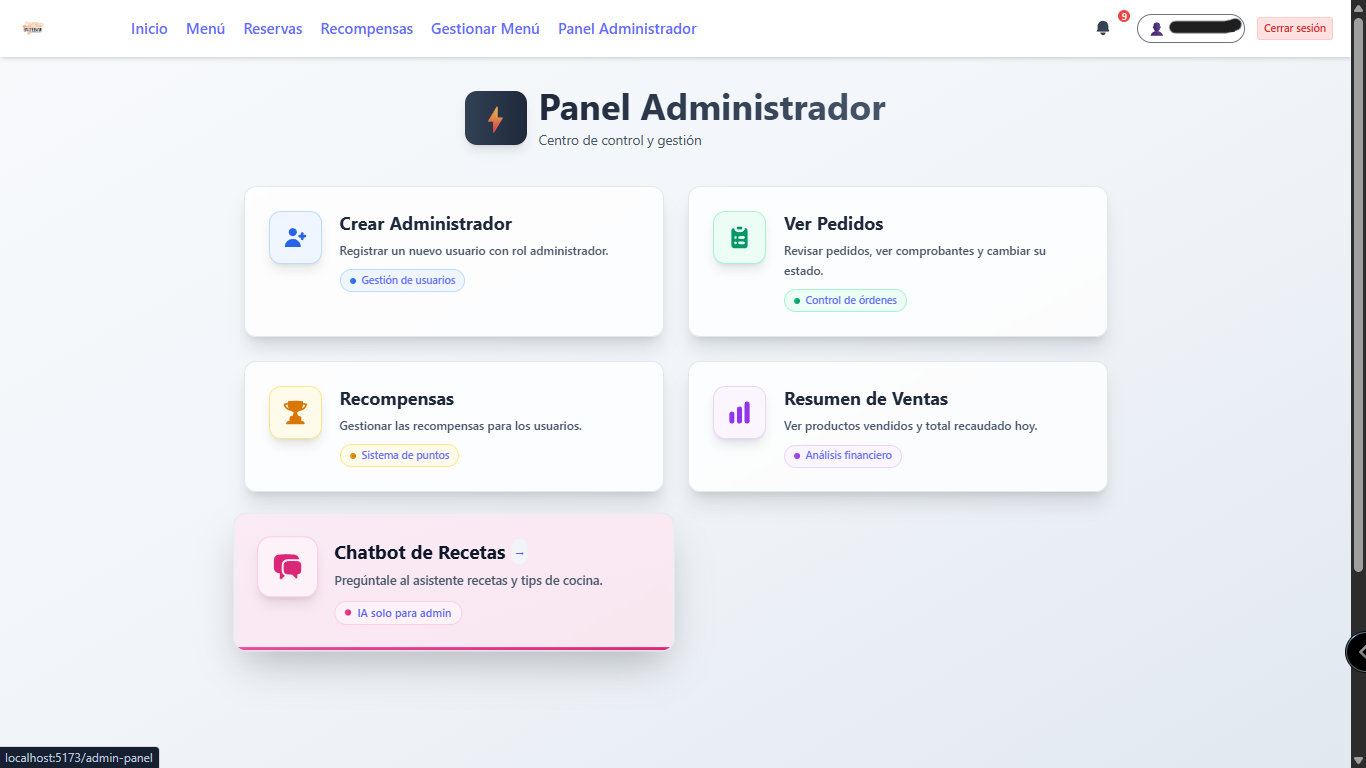 Inicio Menú Reservas Recompensas Gestionar Menú Panel Administrador 9 Cerrar sesión
Panel Administrador
Centro de control y gestión
Crear Administrador
Registrar un nuevo usuario con rol administrador.
Gestión de usuarios
Ver Pedidos
Revisar pedidos, ver comprobantes y cambiar su
estado.
Control de órdenes
Recompensas
Gestionar las recompensas para los usuarios.
Sistema de puntos
Resumen de Ventas
Ver productos vendidos y total recaudado hoy.
Análisis financiero
Chatbot de Recetas →
Pregúntale al asistente recetas y tips de cocina.
IA solo para admin
localhost:5173/admin-panel